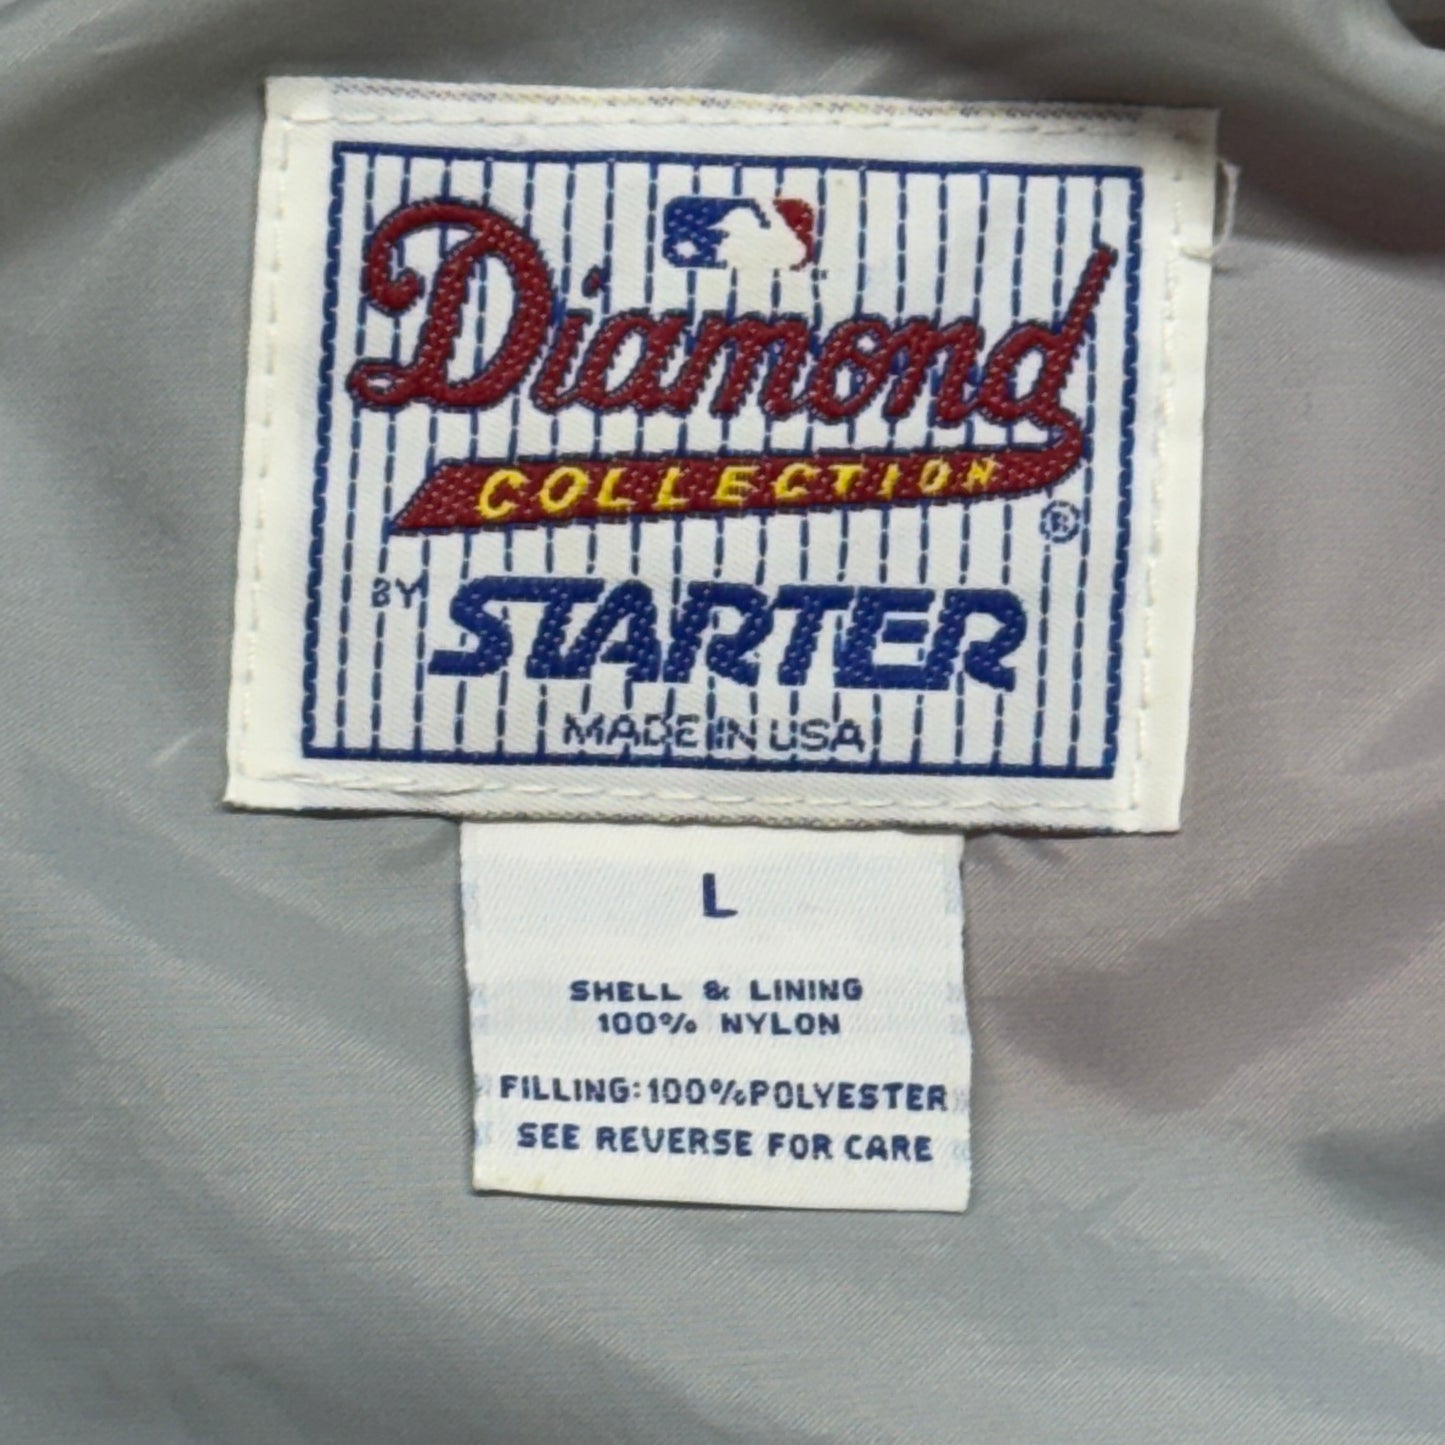 Diamond
COLLECTION
®
BY STARTER
MADE IN USA
L
SHELL & LINING
100% NYLON
FILLING: 100% POLYESTER
SEE REVERSE FOR CARE